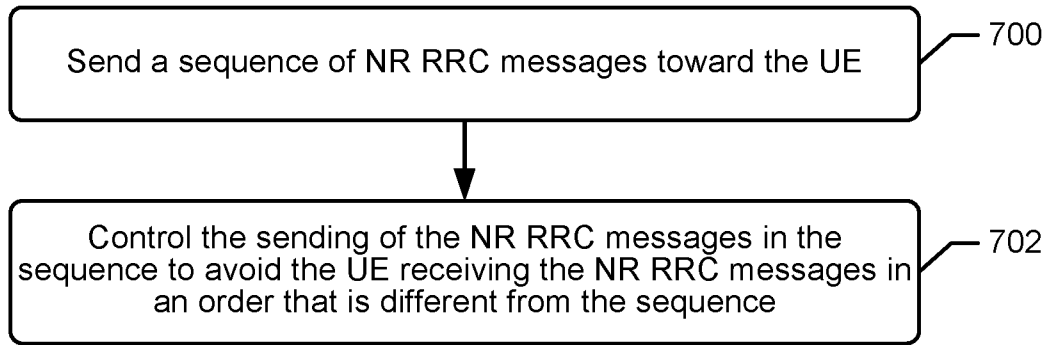 Send a sequence of NR RRC messages toward the UE
700
Control the sending of the NR RRC messages in the
sequence to avoid the UE receiving the NR RRC messages in
an order that is different from the sequence
702